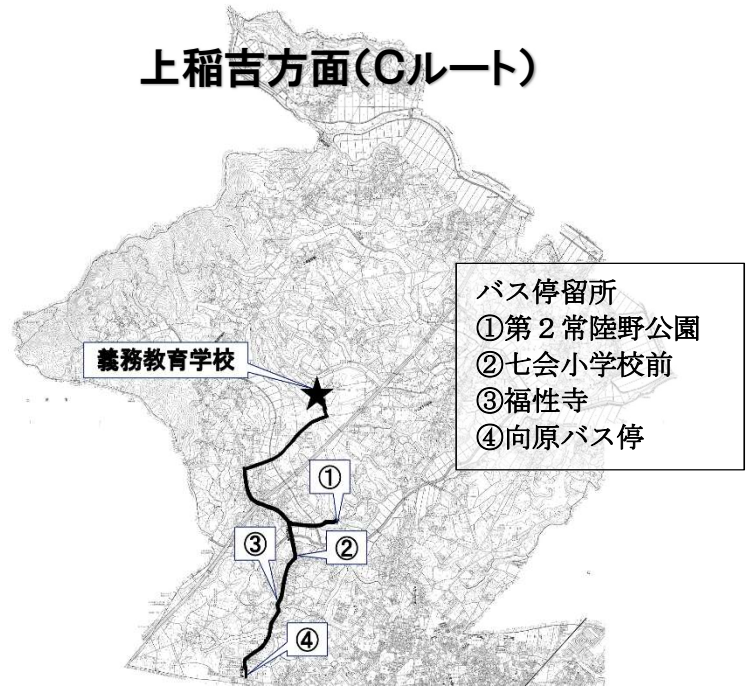 上稲吉方面(Cルート)
義務教育学校
バス停留所
①第2常陸野公園
②七会小学校前
③福性寺
④向原バス停
①
③
②
④